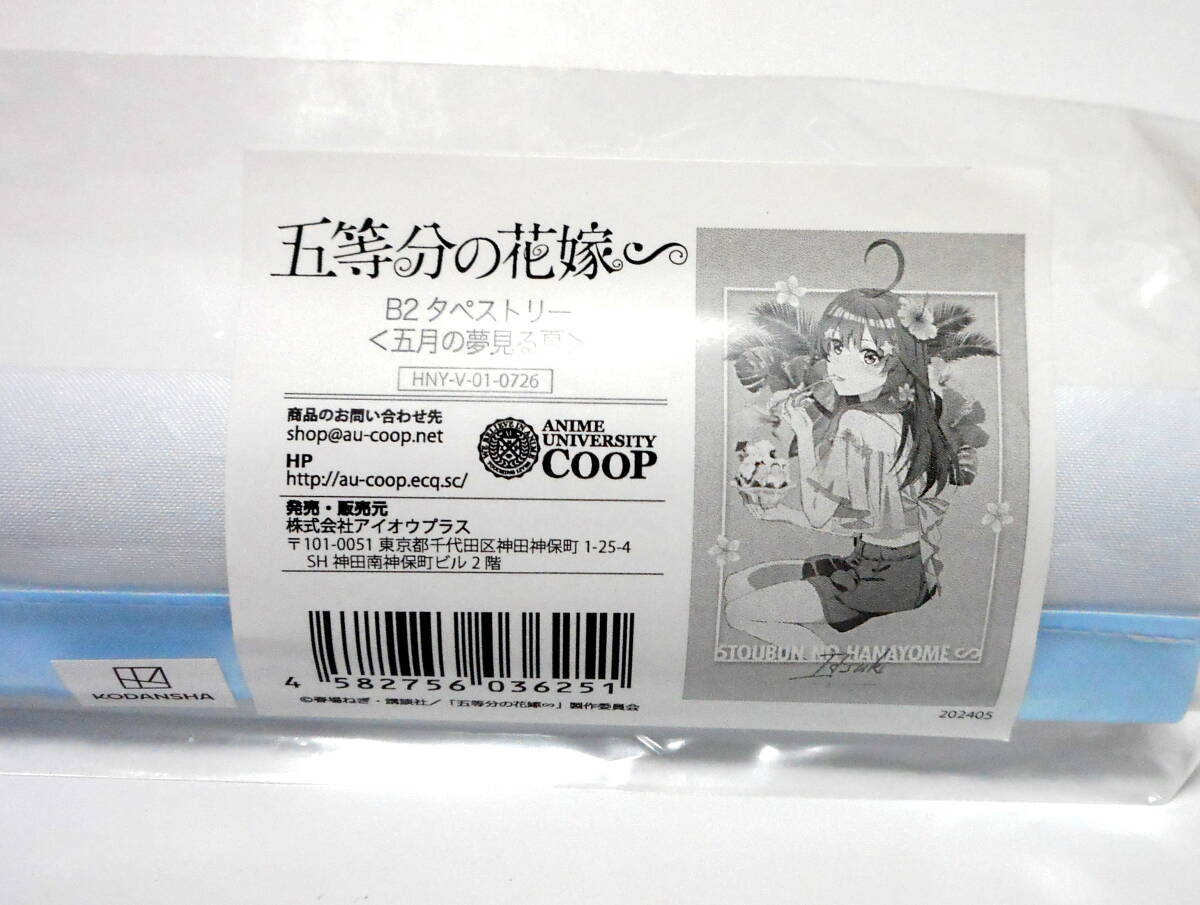 五等分の花嫁∽
B2 タペストリー
＜五月の夢見る夏＞
HNY-V-01-0726
商品のお問い合わせ先
shop@au-coop.net
HP
http://au-coop.ecq.sc/
ANIME
UNIVERSITY
COOP
発売・販売元
株式会社アイオウプラス
〒101-0051 東京都千代田区神田神保町 1-25-4
SH 神田南神保町ビル 2 階
4 582756 036251
©春場ねぎ・講談社／「五等分の花嫁∽」製作委員会
5TOUBUN NO HANAYOME ∽
Itsuki
202405
KODANSHA